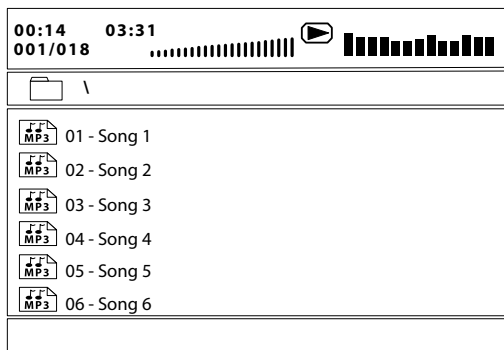 00:14 03:31
001/018
\
MP3 01 - Song 1
MP3 02 - Song 2
MP3 03 - Song 3
MP3 04 - Song 4
MP3 05 - Song 5
MP3 06 - Song 6